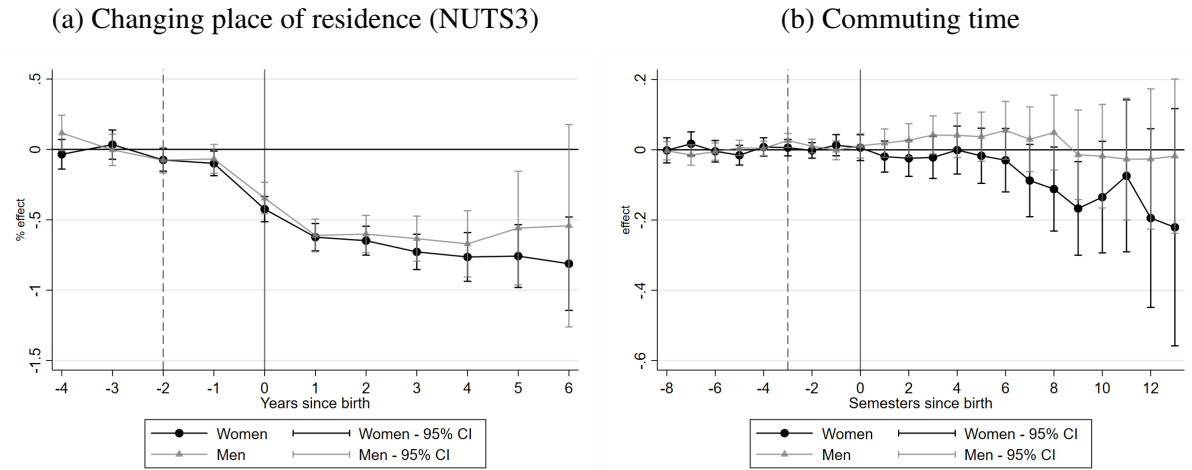 (a) Changing place of residence (NUTS3)
.5
0
-.5
-1
-1.5
% effect
-4 -3 -2 -1 0 1 2 3 4 5 6
Years since birth
Women Women - 95% CI
Men Men - 95% CI
(b) Commuting time
.2
0
-.2
-.4
-.6
effect
-8 -6 -4 -2 0 2 4 6 8 10 12
Semesters since birth
Women Women - 95% CI
Men Men - 95% CI